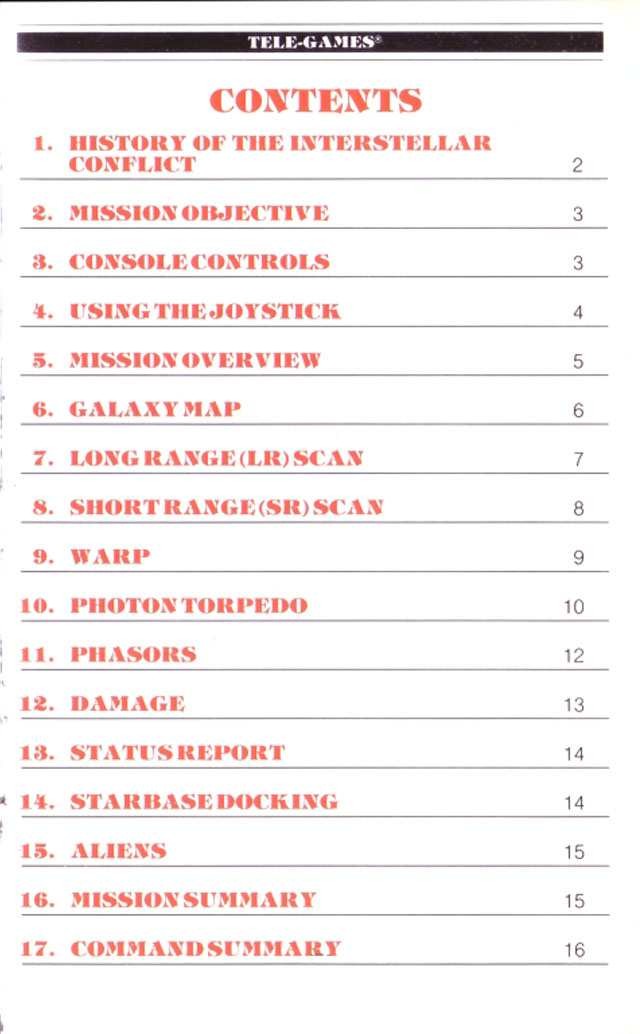 TELE-GAMES®
CONTENTS
1. HISTORY OF THE INTERSTELLAR
CONFLICT 2
2. MISSION OBJECTIVE 3
3. CONSOLE CONTROLS 3
4. USING THE JOYSTICK 4
5. MISSION OVERVIEW 5
6. GALAXY MAP 6
7. LONG RANGE (LR) SCAN 7
8. SHORT RANGE (SR) SCAN 8
9. WARP 9
10. PHOTON TORPEDO 10
11. PHASORS 12
12. DAMAGE 13
13. STATUS REPORT 14
14. STARBASE DOCKING 14
15. ALIENS 15
16. MISSION SUMMARY 15
17. COMMAND SUMMARY 16